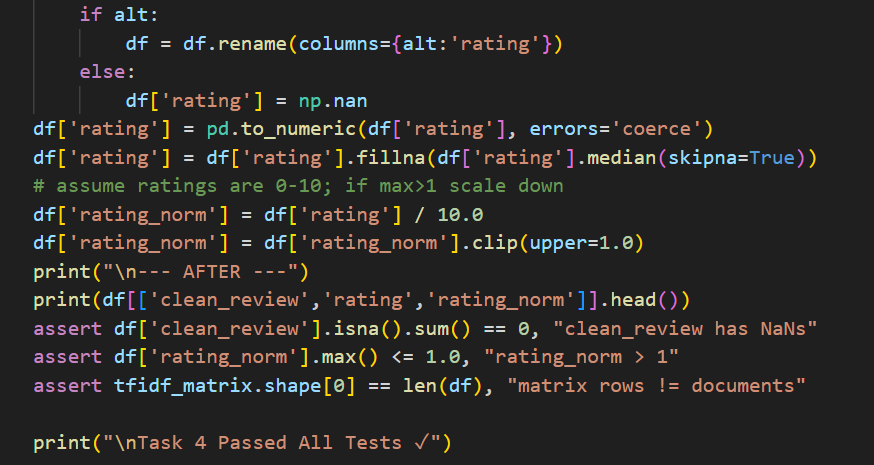 if alt:
df = df.rename(columns={alt:'rating'})
else:
df['rating'] = np.nan
df['rating'] = pd.to_numeric(df['rating'], errors='coerce')
df['rating'] = df['rating'].fillna(df['rating'].median(skipna=True))
# assume ratings are 0-10; if max>1 scale down
df['rating_norm'] = df['rating'] / 10.0
df['rating_norm'] = df['rating_norm'].clip(upper=1.0)
print("\n--- AFTER ---")
print(df[['clean_review','rating','rating_norm']].head())
assert df['clean_review'].isna().sum() == 0, "clean_review has NaNs"
assert df['rating_norm'].max() <= 1.0, "rating_norm > 1"
assert tfidf_matrix.shape[0] == len(df), "matrix rows != documents"
print("\nTask 4 Passed All Tests ✓")